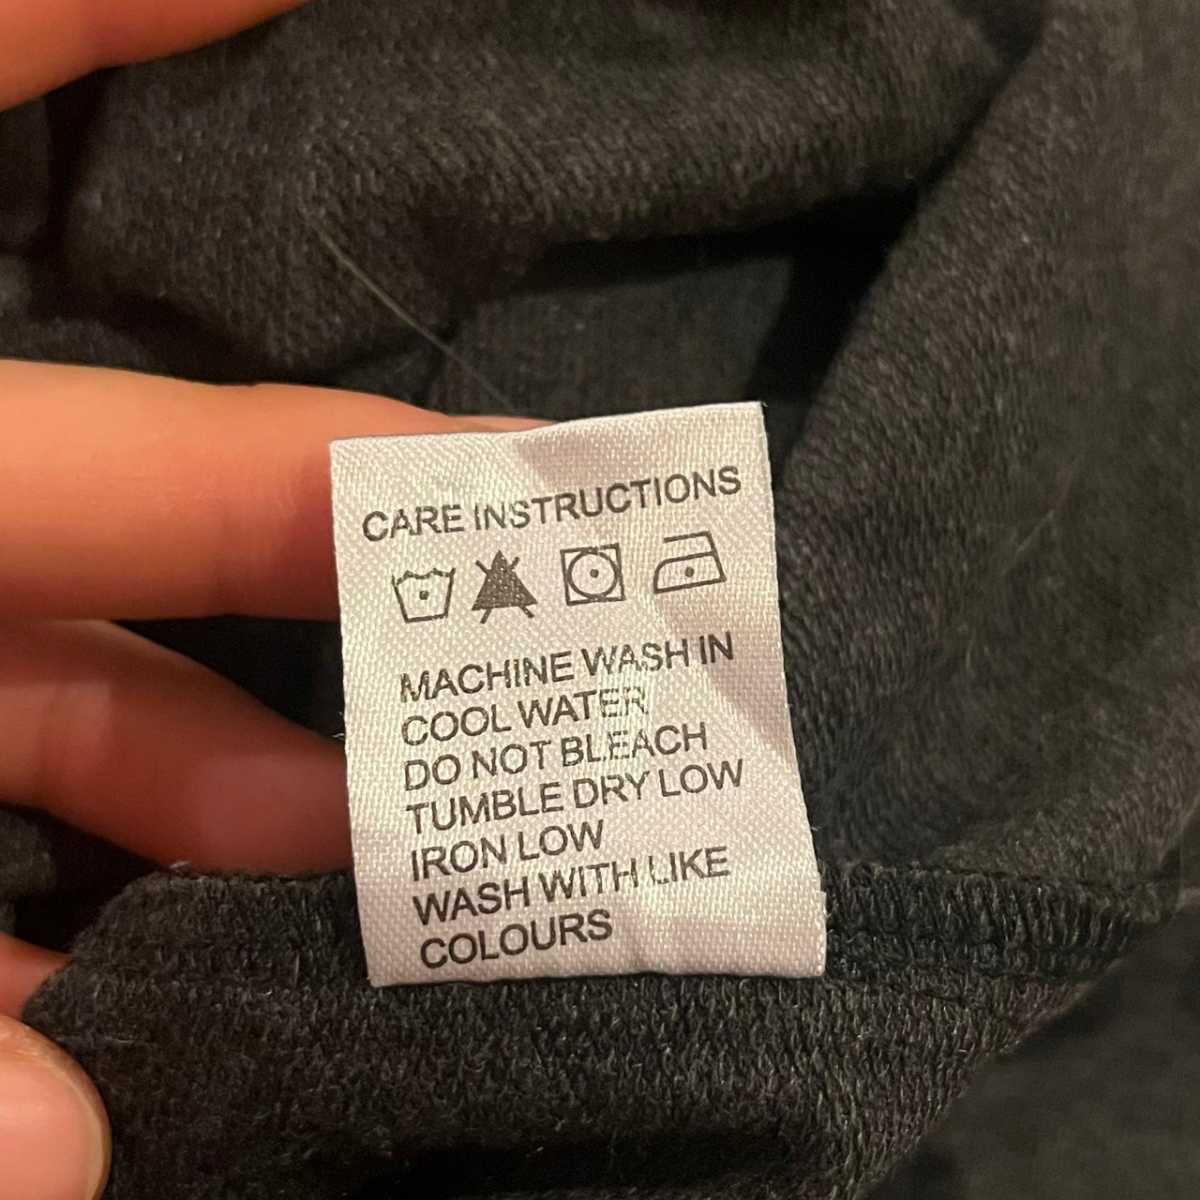 CARE INSTRUCTIONS
MACHINE WASH IN
COOL WATER
DO NOT BLEACH
TUMBLE DRY LOW
IRON LOW
WASH WITH LIKE
COLOURS